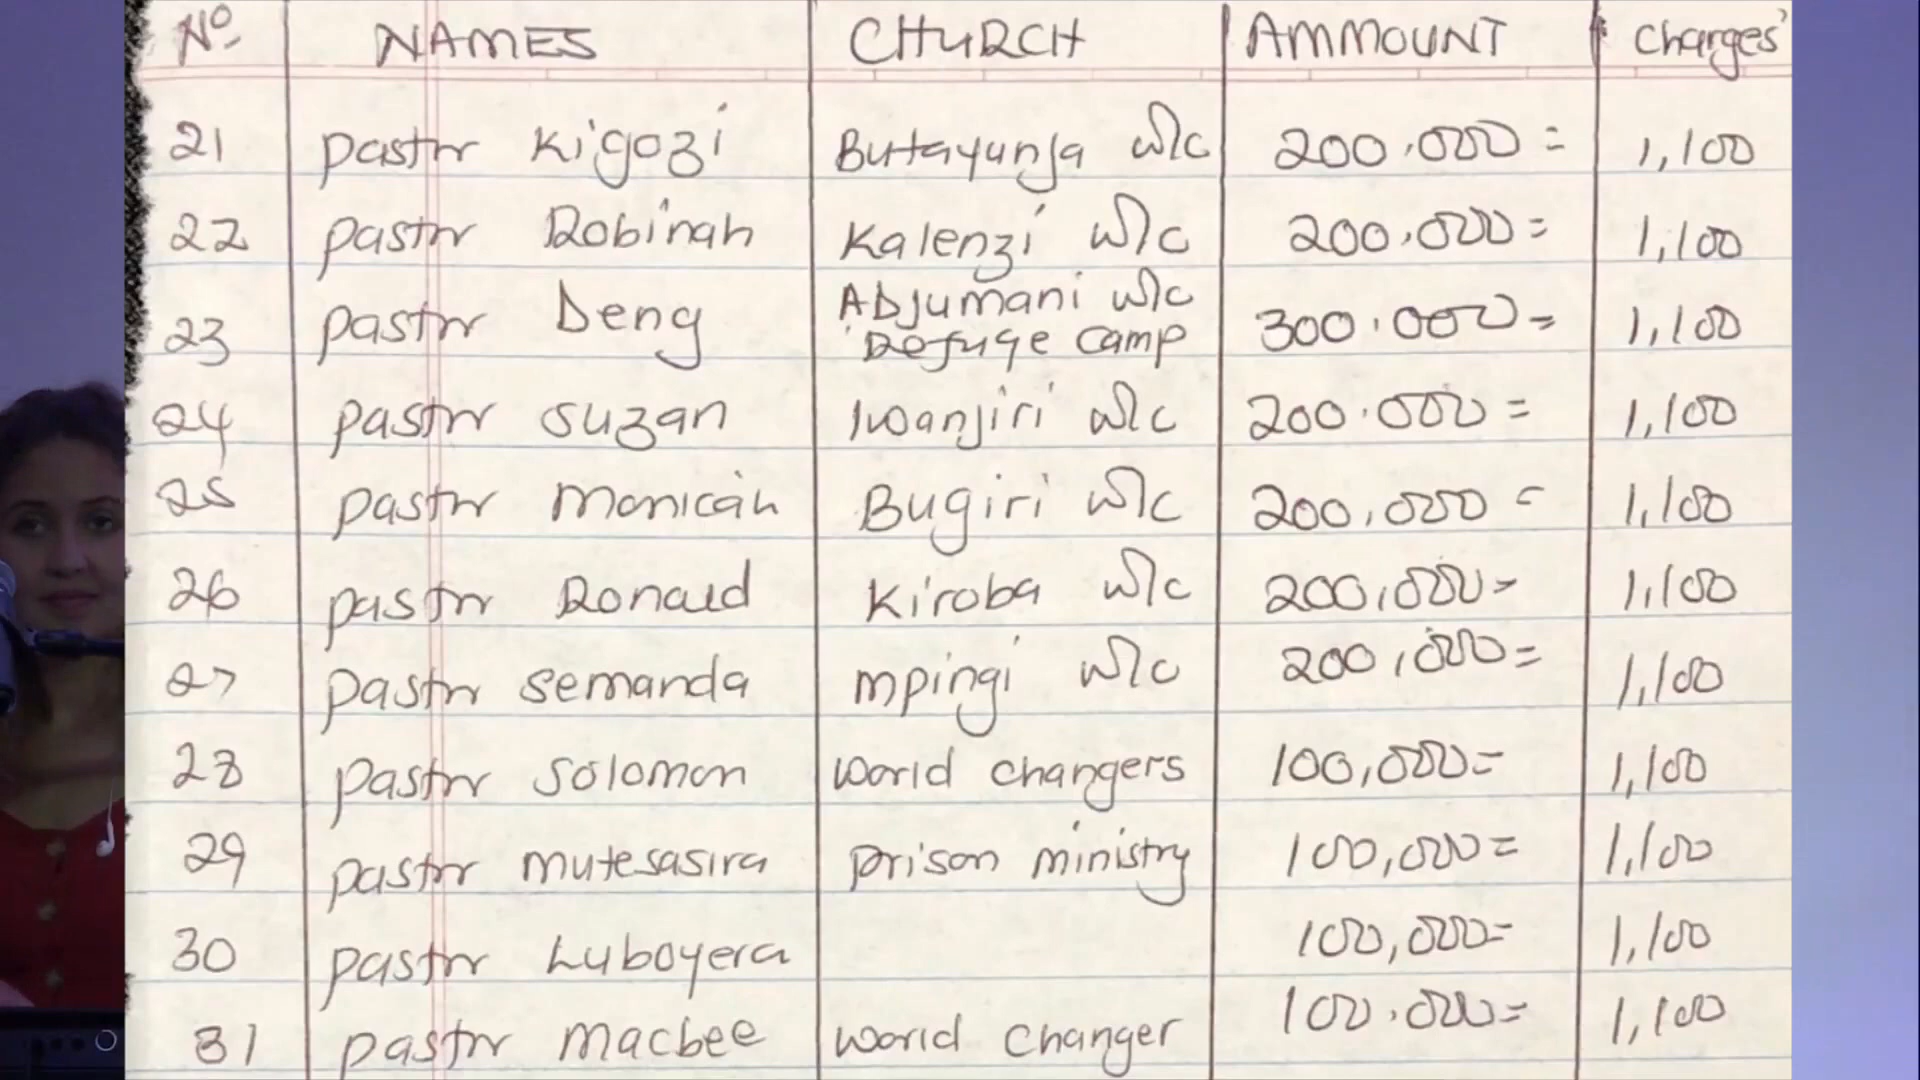 No. NAMES CHURCH AMMOUNT Charges'
21 pastor Kigozi Butayunja w/c 200.000= 1,100
22 pastor Robinah Kalenzi w/c 200,000= 1,100
23 pastor Deng ADJumani w/c Refuge camp 300.000= 1,100
24 pastor suzan Iwanjiri w/c 200.000= 1,100
25 pastor monicah Bugiri w/c 200,000= 1,100
26 pastor Ronald Kiroba w/c 200,000= 1,100
27 pastor semanda mpingi w/c 200,000= 1,100
28 pastor solomon world changers 100,000= 1,100
29 pastor mutesasira prison ministry 100,000= 1,100
30 pastor Luboyera 100,000= 1,100
31 pastor macbee world changer 100.000= 1,100